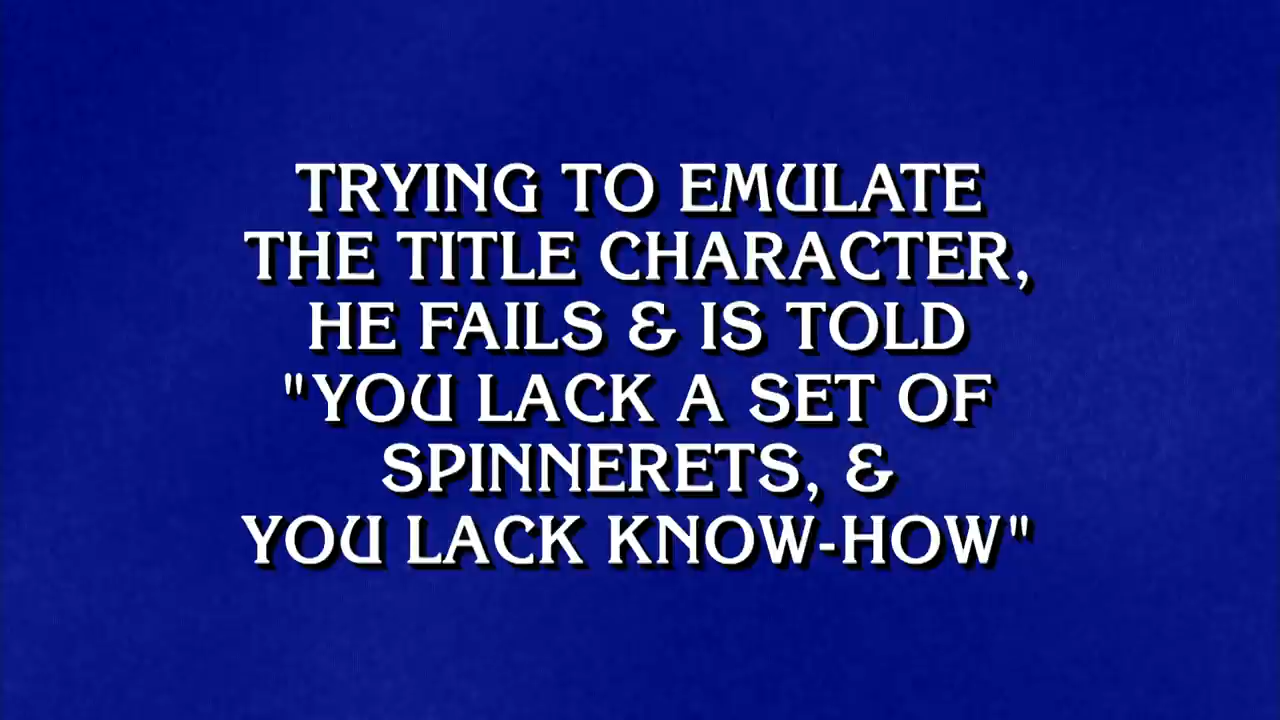 TRYING TO EMULATE
THE TITLE CHARACTER,
HE FAILS & IS TOLD
"YOU LACK A SET OF
SPINNERETS, &
YOU LACK KNOW-HOW"